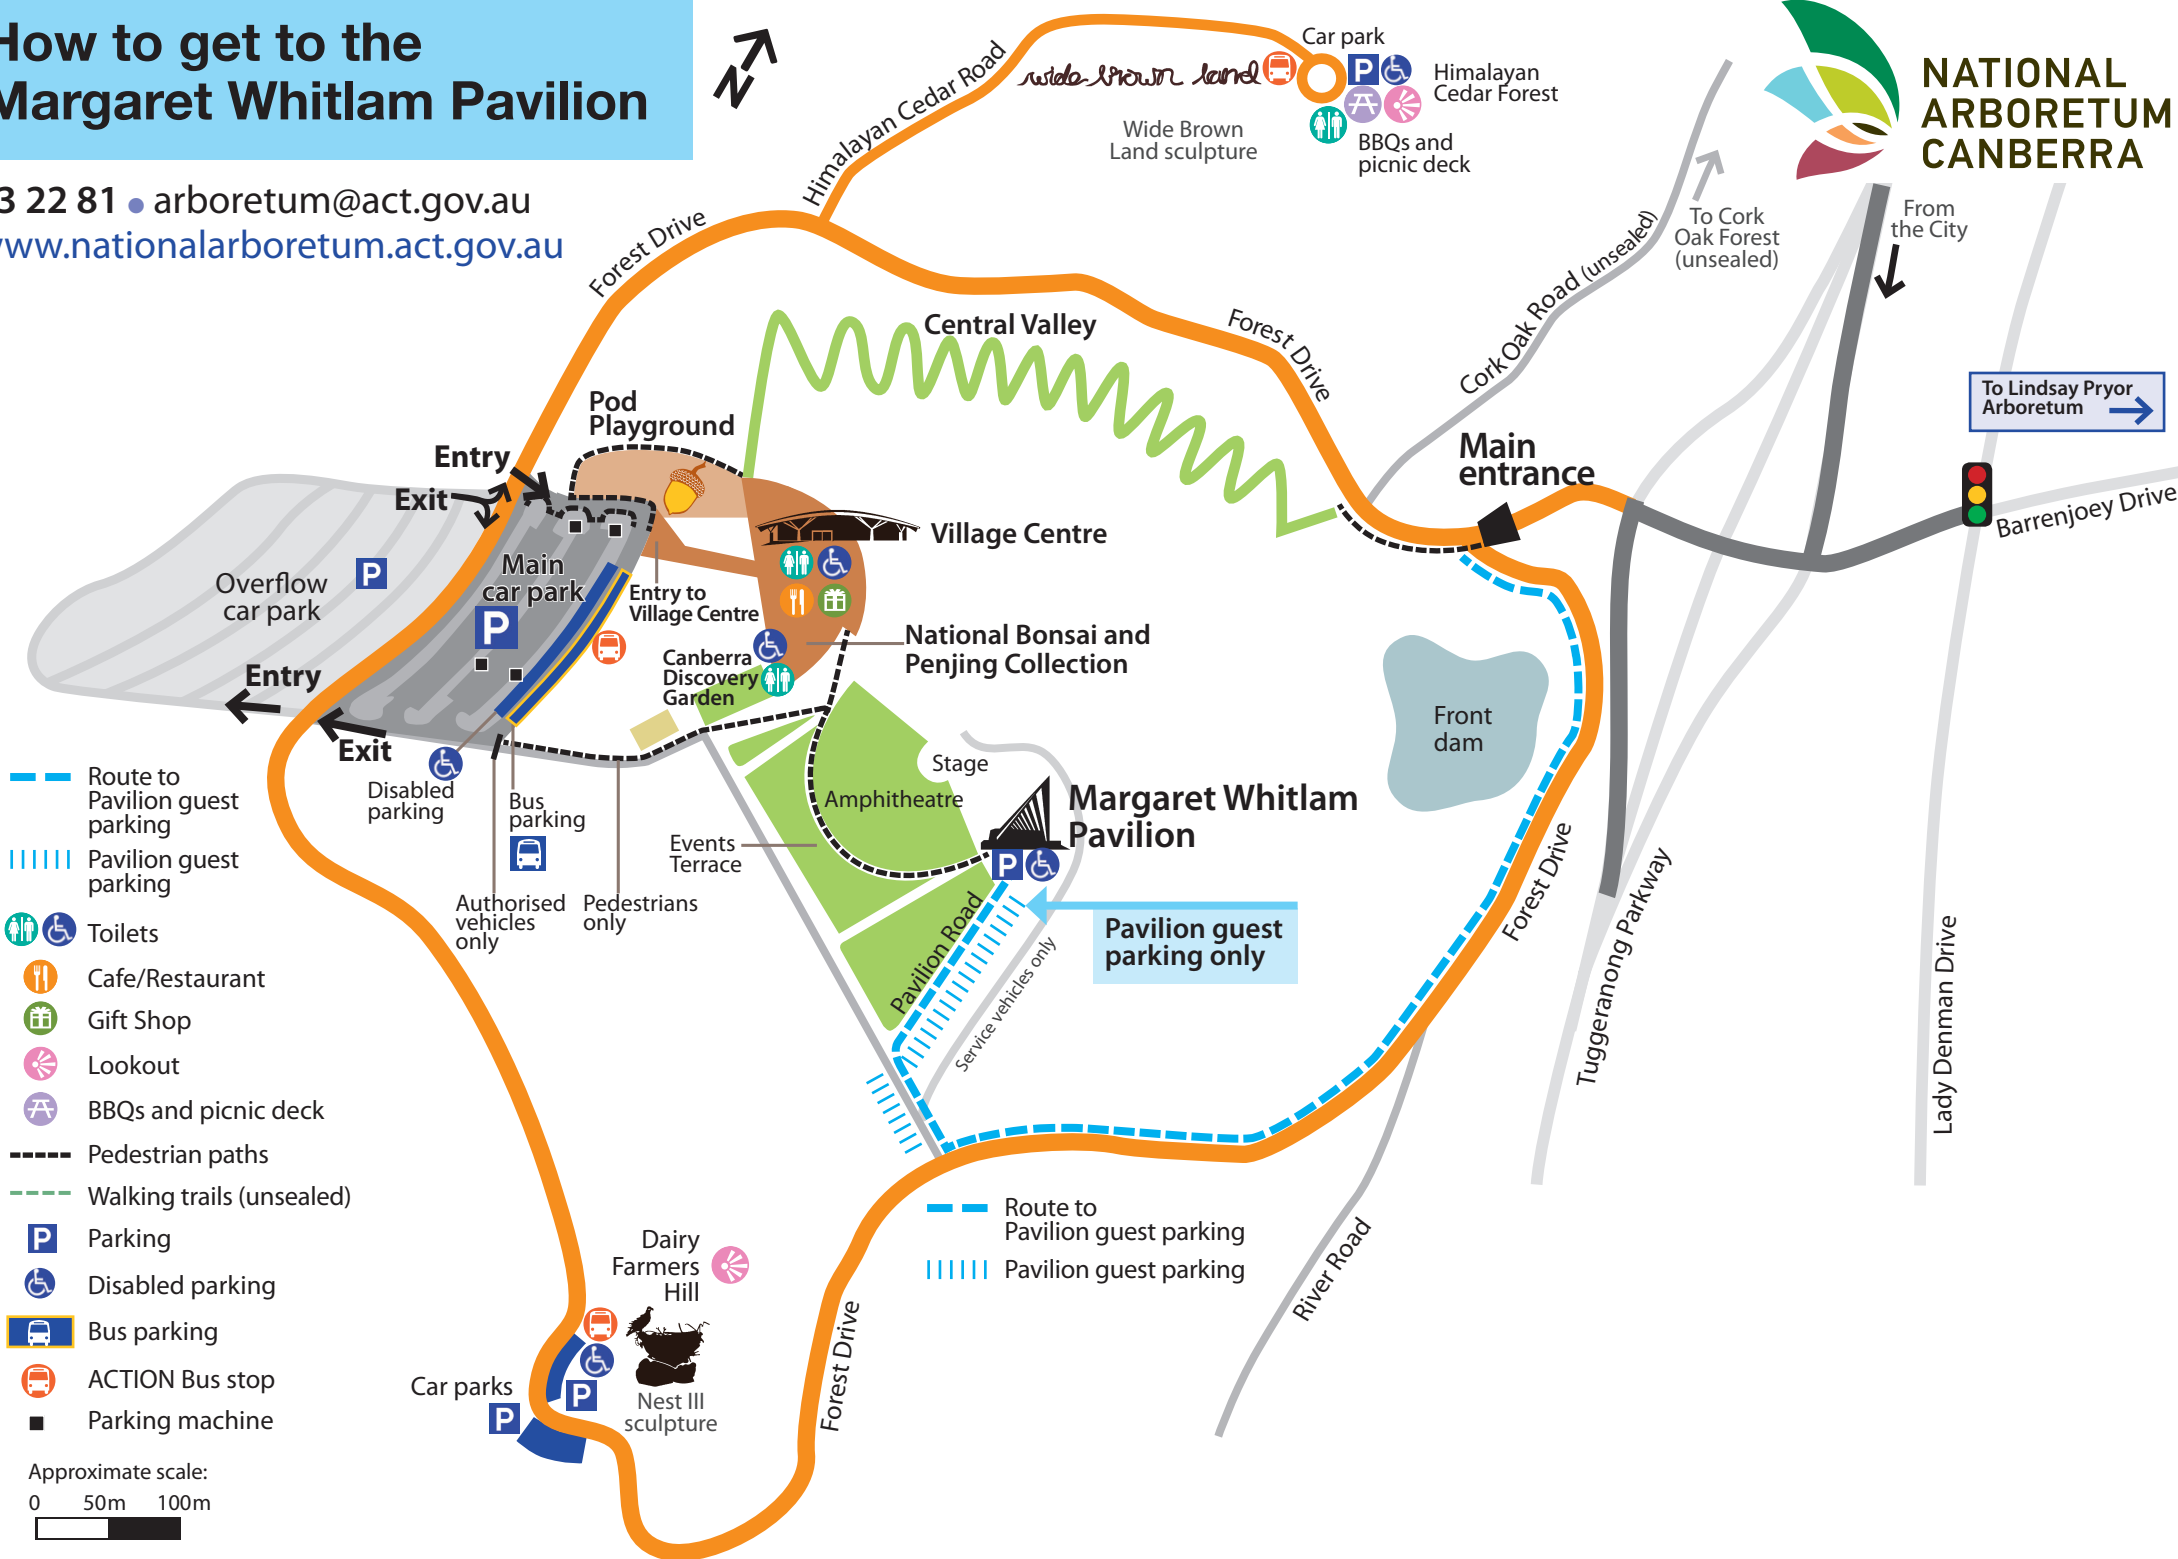 How to get to the
Margaret Whitlam Pavilion
3 22 81 • arboretum@act.gov.au
www.nationalarboretum.act.gov.au
N
NATIONAL
ARBORETUM
CANBERRA
Himalayan Cedar Road
wide brown land
Car park
P
Himalayan
Cedar Forest
Wide Brown
Land sculpture
BBQs and
picnic deck
Forest Drive
Cork Oak Road (unsealed)
To Cork
Oak Forest
(unsealed)
From
the City
Central Valley
Forest Drive
To Lindsay Pryor
Arboretum
Barrenjoey Drive
Main
entrance
Pod
Playground
Entry
Exit
Village Centre
Overflow
car park
P
Main
car park
P
Entry to
Village Centre
National Bonsai and
Penjing Collection
Canberra
Discovery
Garden
Entry
Exit
Disabled
parking
Bus
parking
Authorised
vehicles
only
Pedestrians
only
Stage
Amphitheatre
Events
Terrace
Margaret Whitlam
Pavilion
P
Front
dam
Pavilion Road
Pavilion guest
parking only
Service vehicles only
Forest Drive
Tuggeranong Parkway
Lady Denman Drive
River Road
Route to
Pavilion guest
parking
Pavilion guest
parking
Toilets
Cafe/Restaurant
Gift Shop
Lookout
BBQs and picnic deck
Pedestrian paths
Walking trails (unsealed)
P Parking
Disabled parking
Bus parking
ACTION Bus stop
Parking machine
Approximate scale:
0 50m 100m
Route to
Pavilion guest parking
Pavilion guest parking
Dairy
Farmers
Hill
Nest III
sculpture
Car parks
P
P
Forest Drive